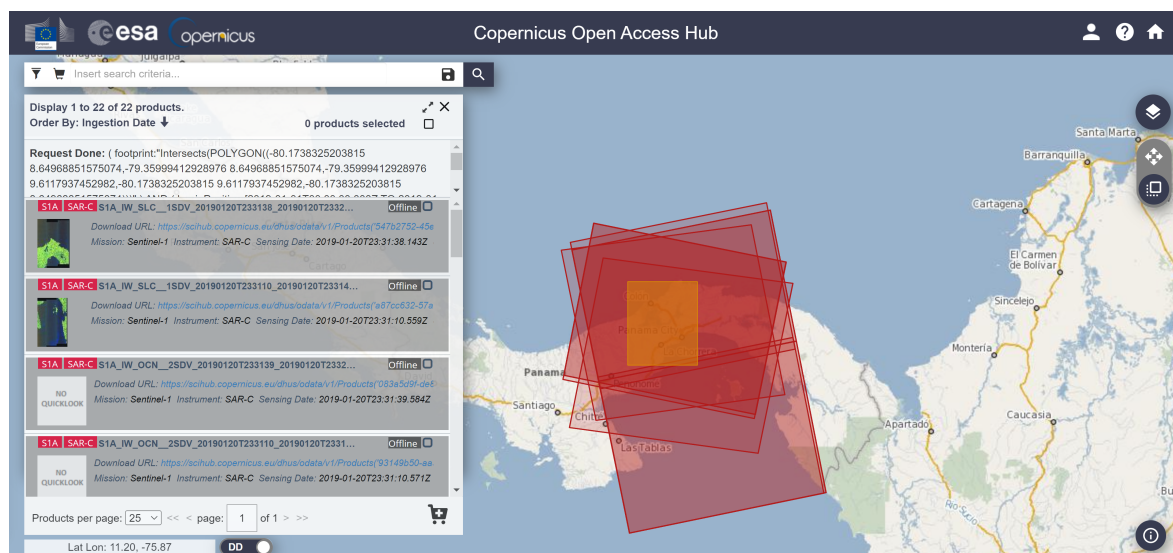 esa
opernicus
Copernicus Open Access Hub
Insert search criteria...
Display 1 to 22 of 22 products.
Order By: Ingestion Date
0 products selected
Request Done: ( footprint:"Intersects(POLYGON((-80.1738325203815
8.64968851575074,-79.35999412928976 8.64968851575074,-79.35999412928976
9.6117937452982,-80.1738325203815 9.6117937452982,-80.1738325203815
S1A SAR-C S1A_IW_SLC__1SDV_20190120T233138_20190120T2332... Offline
Download URL: https://scihub.copernicus.eu/dhus/odata/v1/Products('547b2752-45e
Mission: Sentinel-1 Instrument: SAR-C Sensing Date: 2019-01-20T23:31:38.143Z
S1A SAR-C S1A_IW_SLC__1SDV_20190120T233110_20190120T23314... Offline
Download URL: https://scihub.copernicus.eu/dhus/odata/v1/Products('a87cc632-57a
Mission: Sentinel-1 Instrument: SAR-C Sensing Date: 2019-01-20T23:31:10.559Z
S1A SAR-C S1A_IW_OCN__2SDV_20190120T233139_20190120T2332... Offline
NO QUICKLOOK
Download URL: https://scihub.copernicus.eu/dhus/odata/v1/Products('083a5d9f-de6
Mission: Sentinel-1 Instrument: SAR-C Sensing Date: 2019-01-20T23:31:39.584Z
S1A SAR-C S1A_IW_OCN__2SDV_20190120T233110_20190120T2331... Offline
NO QUICKLOOK
Download URL: https://scihub.copernicus.eu/dhus/odata/v1/Products('93149b50-aa
Mission: Sentinel-1 Instrument: SAR-C Sensing Date: 2019-01-20T23:31:10.571Z
Products per page: 25 << < page: 1 of 1 > >>
Lat Lon: 11.20, -75.87
DD
Santa Marta
Barranquilla
Cartagena
El Carmen
de Bolívar
Sincelejo
Montería
Caucasia
Apartado
Panama
Santiago
Chitré
Las Tablas